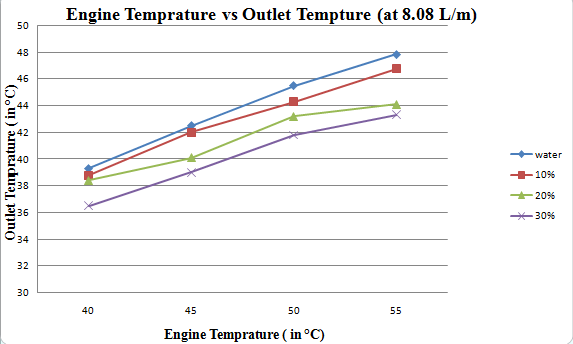 Engine Temprature vs Outlet Tempture (at 8.08 L/m)
50
48
46
44
42
40
38
36
34
32
30
Outlet Temprature ( in °C)
40 45 50 55
Engine Temprature ( in °C)
water
10%
20%
30%